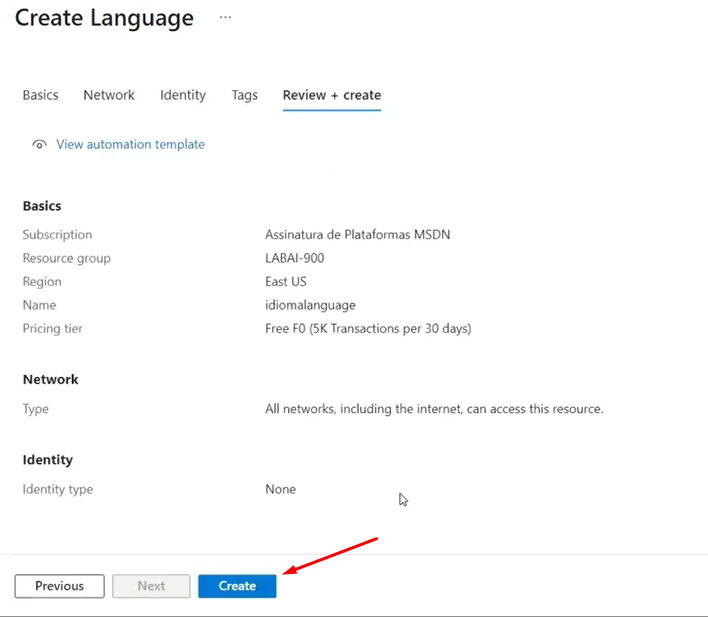 Create Language ...
Basics Network Identity Tags Review + create
View automation template
Basics
Subscription Assinatura de Plataformas MSDN
Resource group LABAI-900
Region East US
Name idiomalanguage
Pricing tier Free F0 (5K Transactions per 30 days)
Network
Type All networks, including the internet, can access this resource.
Identity
Identity type None
Previous Next Create